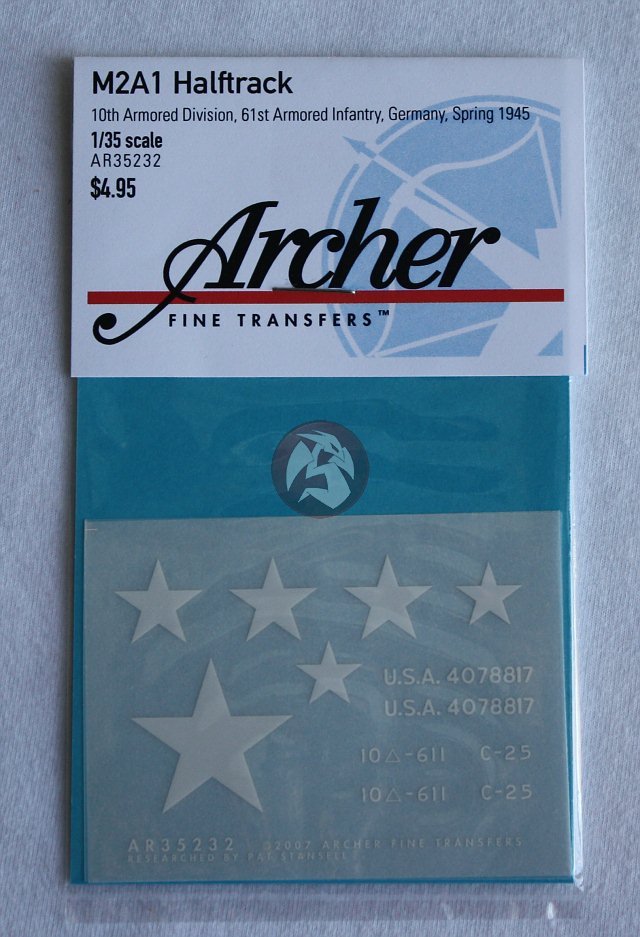 M2A1 Halftrack
10th Armored Division, 61st Armored Infantry, Germany, Spring 1945
1/35 scale
AR35232
$4.95
Archer
FINE TRANSFERS™
U.S.A. 4078817
U.S.A. 4078817
10△-611 C-25
10△-611 C-25
AR35232 ©2007 ARCHER FINE TRANSFERS
RESEARCHED BY PAT STANSELL